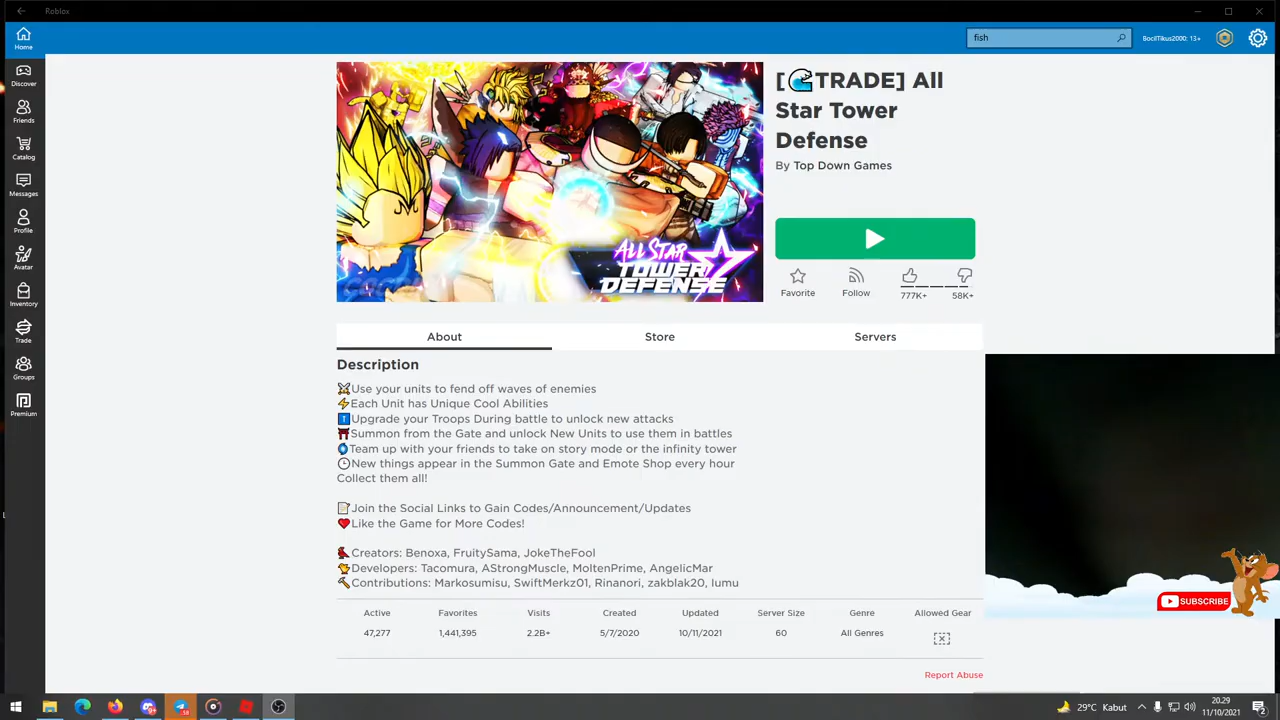 Roblox
fish
BocilTikus2000: 13+
Home
Discover
Friends
Catalog
Messages
Profile
Avatar
Inventory
Trade
Groups
Premium
ALL STAR
TOWER
DEFENSE
[TRADE] All
Star Tower
Defense
By Top Down Games
Favorite
Follow
777K+
58K+
About
Store
Servers
Description
Use your units to fend off waves of enemies
Each Unit has Unique Cool Abilities
Upgrade your Troops During battle to unlock new attacks
Summon from the Gate and unlock New Units to use them in battles
Team up with your friends to take on story mode or the infinity tower
New things appear in the Summon Gate and Emote Shop every hour
Collect them all!
Join the Social Links to Gain Codes/Announcement/Updates
Like the Game for More Codes!
Creators: Benoxa, FruitySama, JokeTheFool
Developers: Tacomura, AStrongMuscle, MoltenPrime, AngelicMar
Contributions: Markosumisu, SwiftMerkz01, Rinanori, zakblak20, lumu
Active Favorites Visits Created Updated Server Size Genre Allowed Gear
47,277 1,441,395 2.2B+ 5/7/2020 10/11/2021 60 All Genres
Report Abuse
SUBSCRIBE
29°C Kabut
20.29
11/10/2021
2